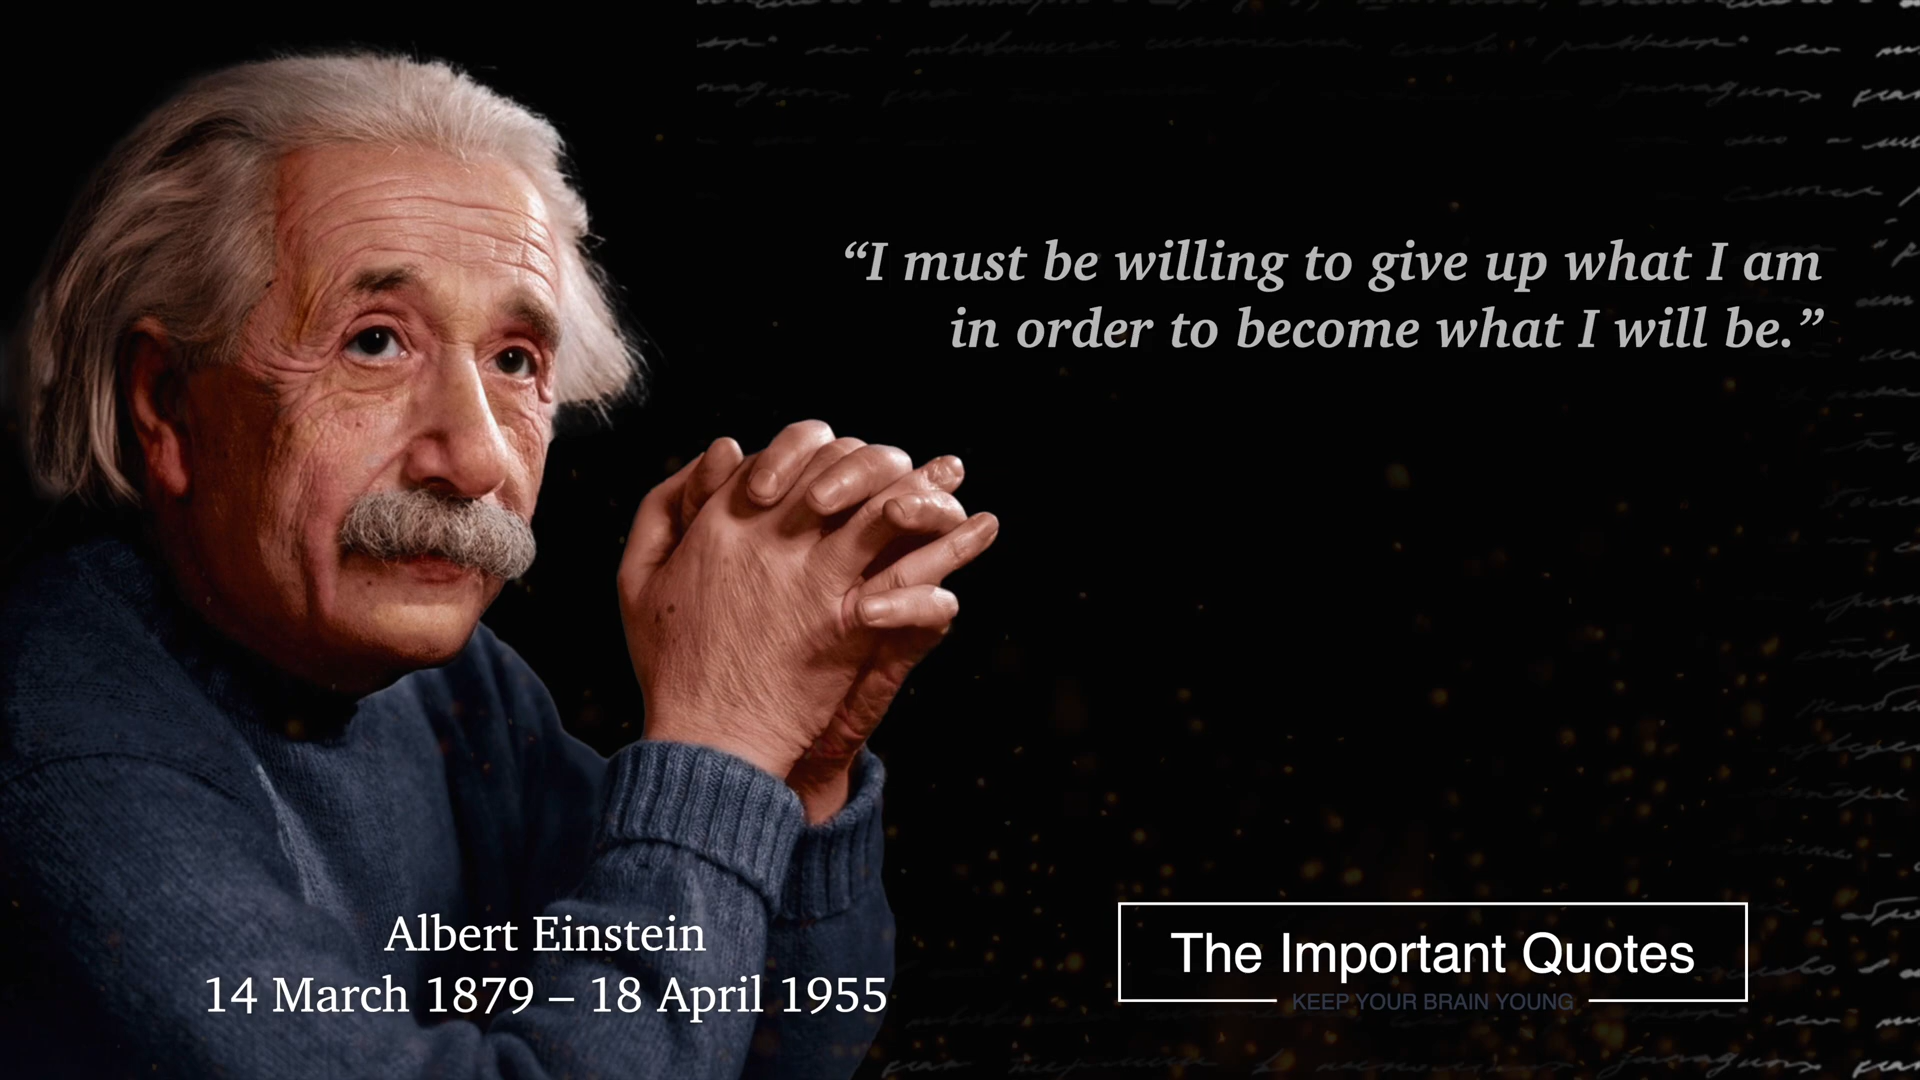 “I must be willing to give up what I am
in order to become what I will be.”
Albert Einstein
14 March 1879 – 18 April 1955
The Important Quotes
KEEP YOUR BRAIN YOUNG